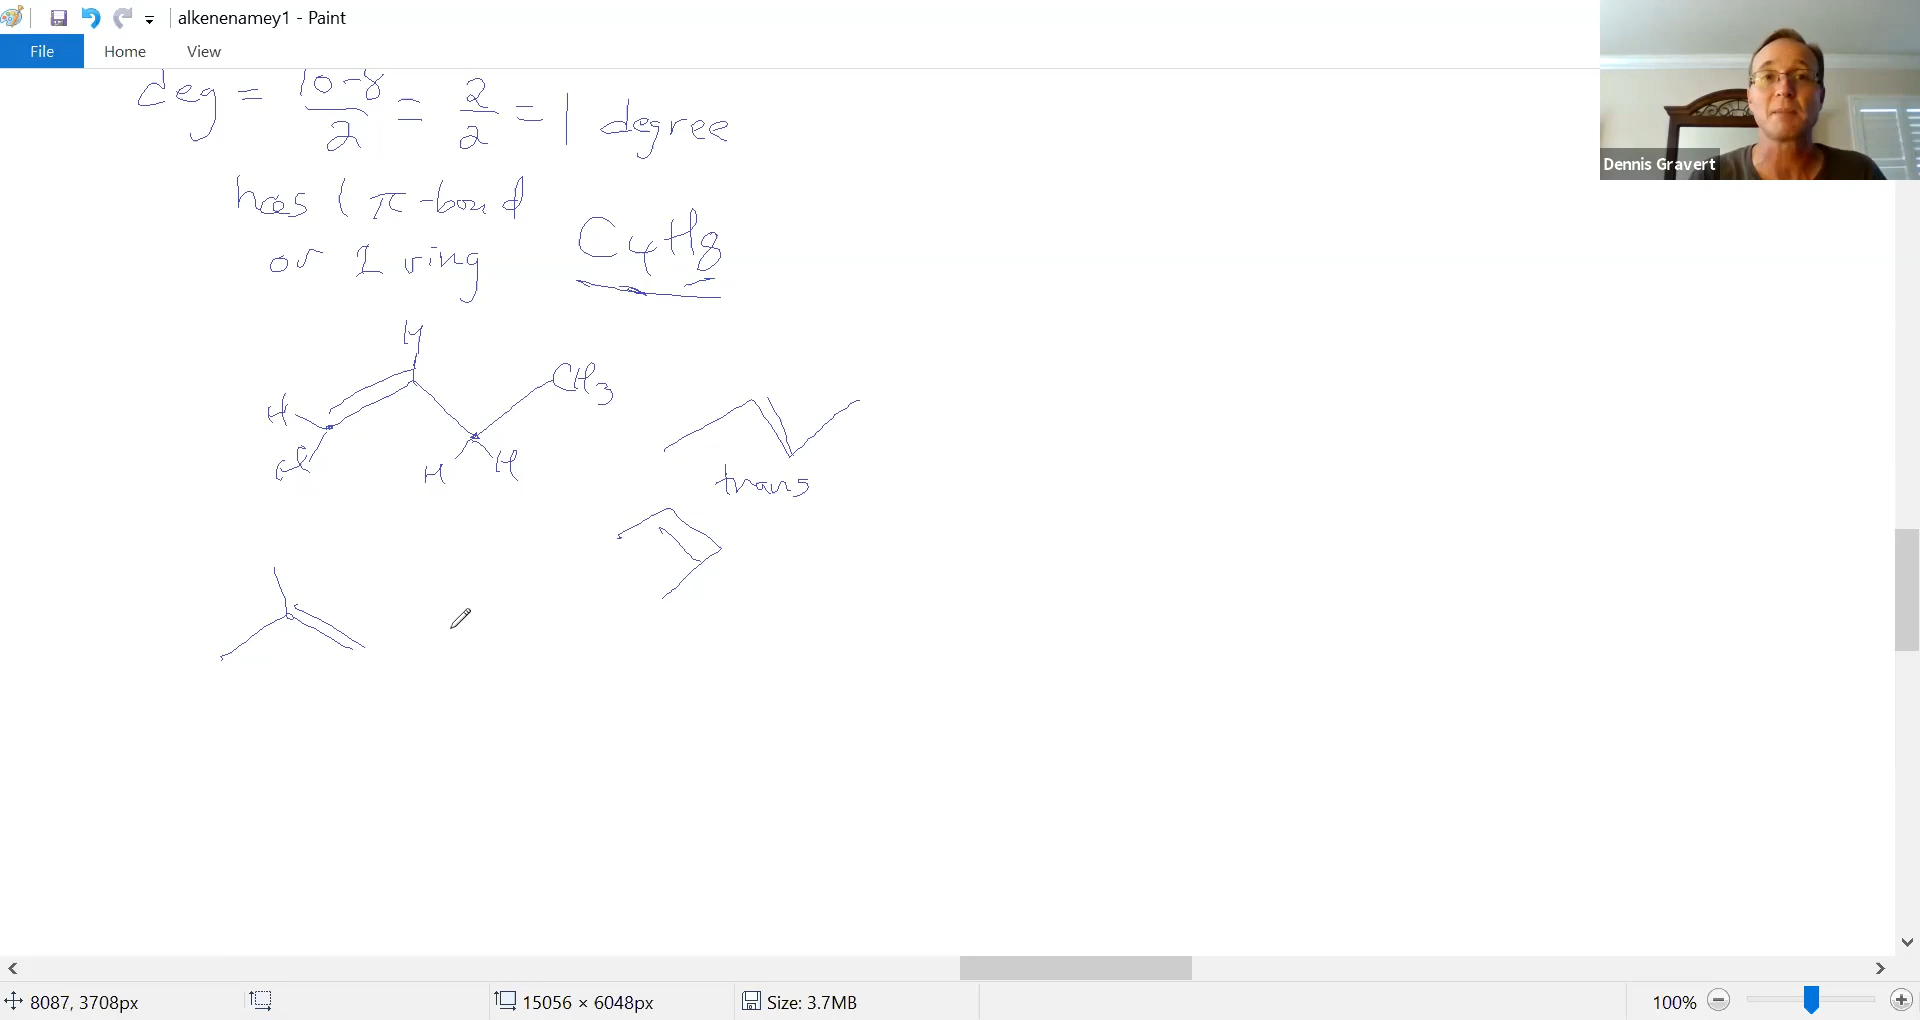 alkenenamey1 - Paint
File Home View
Dennis Gravert
deg = 10-8/2 = 2/2 = 1 degree
has 1 π-bond
or 1 ring
C4H8
H
CH3
H
H
H
trans
8087, 3708px
15056 × 6048px
Size: 3.7MB
100%